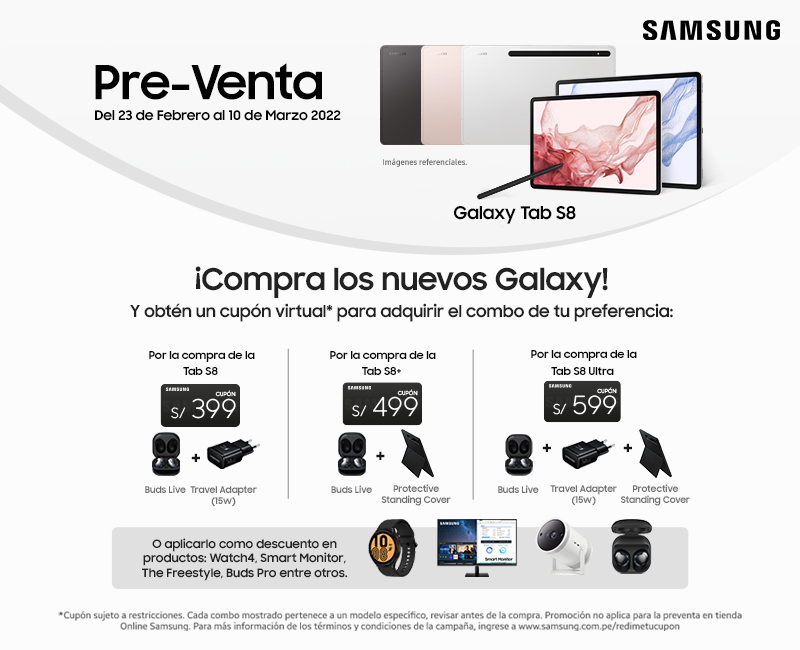 SAMSUNG
Pre-Venta
Del 23 de Febrero al 10 de Marzo 2022
Imágenes referenciales.
Galaxy Tab S8
¡Compra los nuevos Galaxy!
Y obtén un cupón virtual* para adquirir el combo de tu preferencia:
Por la compra de la
Tab S8
SAMSUNG
CUPÓN
S/ 399
Buds Live
+
Travel Adapter
(15w)
Por la compra de la
Tab S8+
SAMSUNG
CUPÓN
S/ 499
Buds Live
+
Protective
Standing Cover
Por la compra de la
Tab S8 Ultra
SAMSUNG
CUPÓN
S/ 599
Buds Live
+
Travel Adapter
(15w)
+
Protective
Standing Cover
O aplicarlo como descuento en
productos: Watch4, Smart Monitor,
The Freestyle, Buds Pro entre otros.
SAMSUNG
Smart Monitor
*Cupón sujeto a restricciones. Cada combo mostrado pertenece a un modelo específico, revisar antes de la compra. Promoción no aplica para la preventa en tienda
Online Samsung. Para más información de los términos y condiciones de la campaña, ingrese a www.samsung.com.pe/redimetucupon